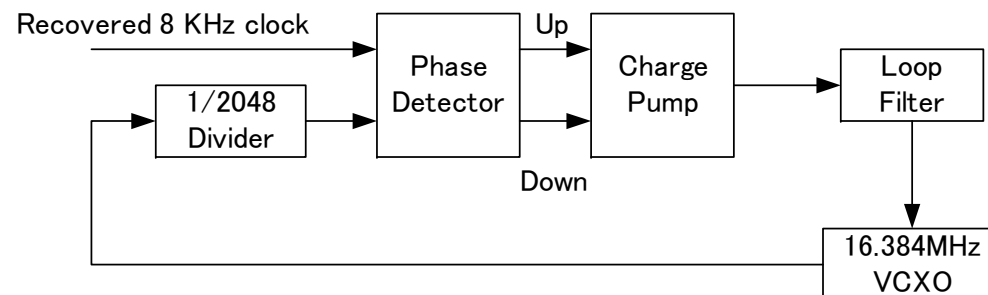 Recovered 8 KHz clock
Up
Phase
Detector
Charge
Pump
Loop
Filter
1/2048
Divider
Down
16.384MHz
VCXO